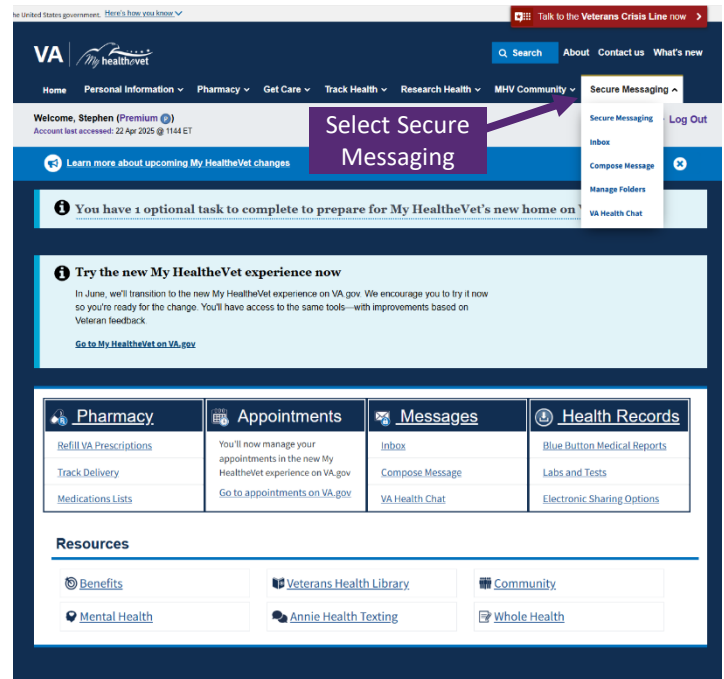 he United States government. Here's how you know
Talk to the Veterans Crisis Line now
VA My healthevet
Search About Contact us What's new
Home Personal Information Pharmacy Get Care Track Health Research Health MHV Community Secure Messaging
Welcome, Stephen (Premium P)
Account last accessed: 22 Apr 2025 @ 1144 ET
Log Out
Select Secure
Messaging
Secure Messaging
Inbox
Compose Message
Manage Folders
VA Health Chat
Learn more about upcoming My HealtheVet changes
You have 1 optional task to complete to prepare for My HealtheVet's new home on
Try the new My HealtheVet experience now
In June, we'll transition to the new My HealtheVet experience on VA.gov. We encourage you to try it now
so you're ready for the change. You'll have access to the same tools—with improvements based on
Veteran feedback.
Go to My HealtheVet on VA.gov
Pharmacy
Refill VA Prescriptions
Track Delivery
Medications Lists
Appointments
You'll now manage your
appointments in the new My
HealtheVet experience on VA.gov
Go to appointments on VA.gov
Messages
Inbox
Compose Message
VA Health Chat
Health Records
Blue Button Medical Reports
Labs and Tests
Electronic Sharing Options
Resources
Benefits
Veterans Health Library
Community
Mental Health
Annie Health Texting
Whole Health